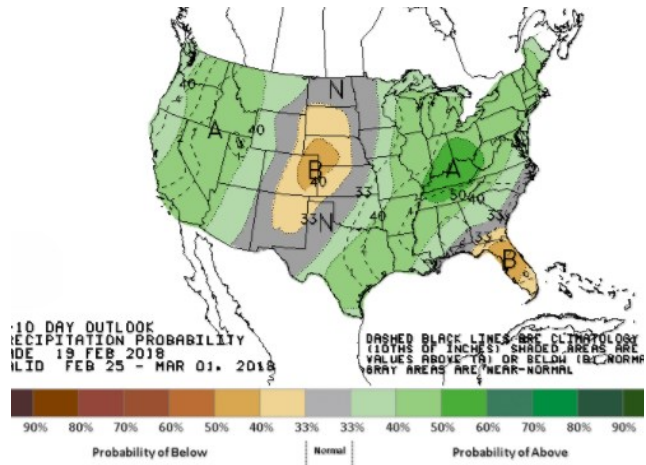 N
40
A
40
B
40
A
50 40
33
33
N
40
33
33
B
-10 DAY OUTLOOK
RECIPITATION PROBABILITY
ADE 19 FEB 2018
ALID FEB 25 - MAR 01, 2018
DASHED BLACK LINES ARE CLIMATOLOGY
(10THS OF INCHES) SHADED AREAS ARE
VALUES ABOVE (A) OR BELOW (B) NORMA
GRAY AREAS ARE NEAR-NORMAL
90% 80% 70% 60% 50% 40% 33% 33% 40% 50% 60% 70% 80% 90%
Probability of Below Normal Probability of Above